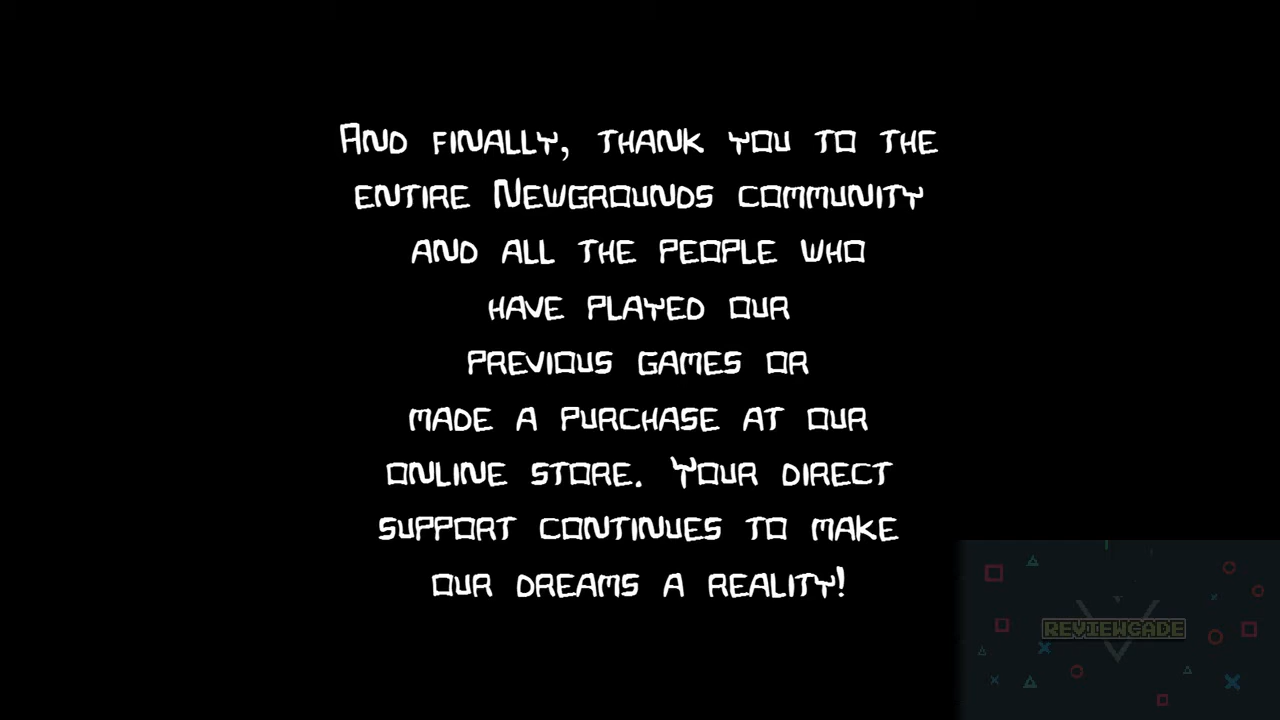 And finally, thank you to the
entire Newgrounds community
and all the people who
have played our
previous games or
made a purchase at our
online store. Your direct
support continues to make
our dreams a reality!
REVIEWCADE